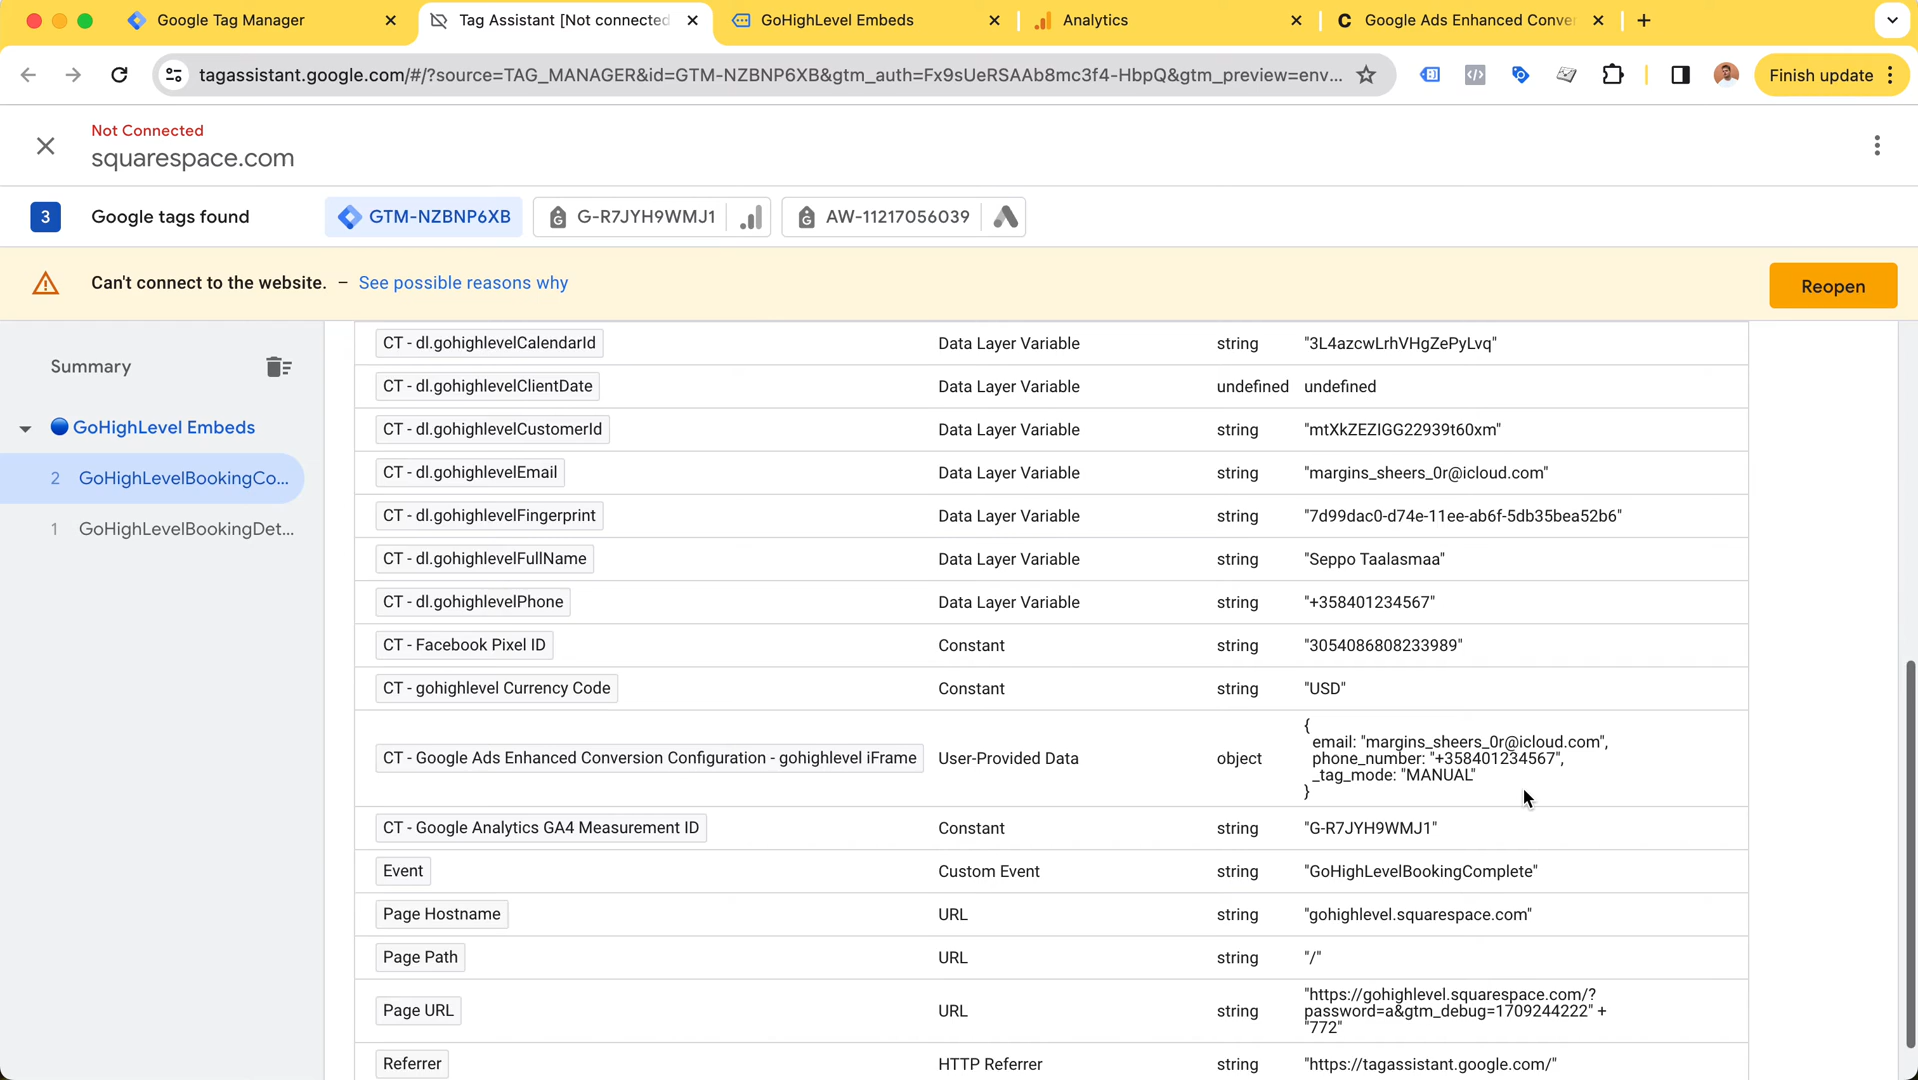 Google Tag Manager
Tag Assistant [Not connected
GoHighLevel Embeds
Analytics
Google Ads Enhanced Conve
tagassistant.google.com/#/?source=TAG_MANAGER&id=GTM-NZBNP6XB&gtm_auth=Fx9sUeRSAAb8mc3f4-HbpQ&gtm_preview=env...
Finish update
Not Connected
squarespace.com
3 Google tags found
GTM-NZBNP6XB
G-R7JYH9WMJ1
AW-11217056039
Can't connect to the website. – See possible reasons why
Reopen
Summary
GoHighLevel Embeds
2 GoHighLevelBookingCo...
1 GoHighLevelBookingDet...
CT - dl.gohighlevelCalendarId Data Layer Variable string "3L4azcwLrhVHgZePyLvq"
CT - dl.gohighlevelClientDate Data Layer Variable undefined undefined
CT - dl.gohighlevelCustomerId Data Layer Variable string "mtXkZEZIGG22939t60xm"
CT - dl.gohighlevelEmail Data Layer Variable string "margins_sheers_0r@icloud.com"
CT - dl.gohighlevelFingerprint Data Layer Variable string "7d99dac0-d74e-11ee-ab6f-5db35bea52b6"
CT - dl.gohighlevelFullName Data Layer Variable string "Seppo Taalasmaa"
CT - dl.gohighlevelPhone Data Layer Variable string "+358401234567"
CT - Facebook Pixel ID Constant string "3054086808233989"
CT - gohighlevel Currency Code Constant string "USD"
CT - Google Ads Enhanced Conversion Configuration - gohighlevel iFrame User-Provided Data object
{
email: "margins_sheers_0r@icloud.com",
phone_number: "+358401234567",
_tag_mode: "MANUAL"
}
CT - Google Analytics GA4 Measurement ID Constant string "G-R7JYH9WMJ1"
Event Custom Event string "GoHighLevelBookingComplete"
Page Hostname URL string "gohighlevel.squarespace.com"
Page Path URL string "/"
Page URL URL string
"https://gohighlevel.squarespace.com/?
password=a&gtm_debug=1709244222" +
"772"
Referrer HTTP Referrer string "https://tagassistant.google.com/"